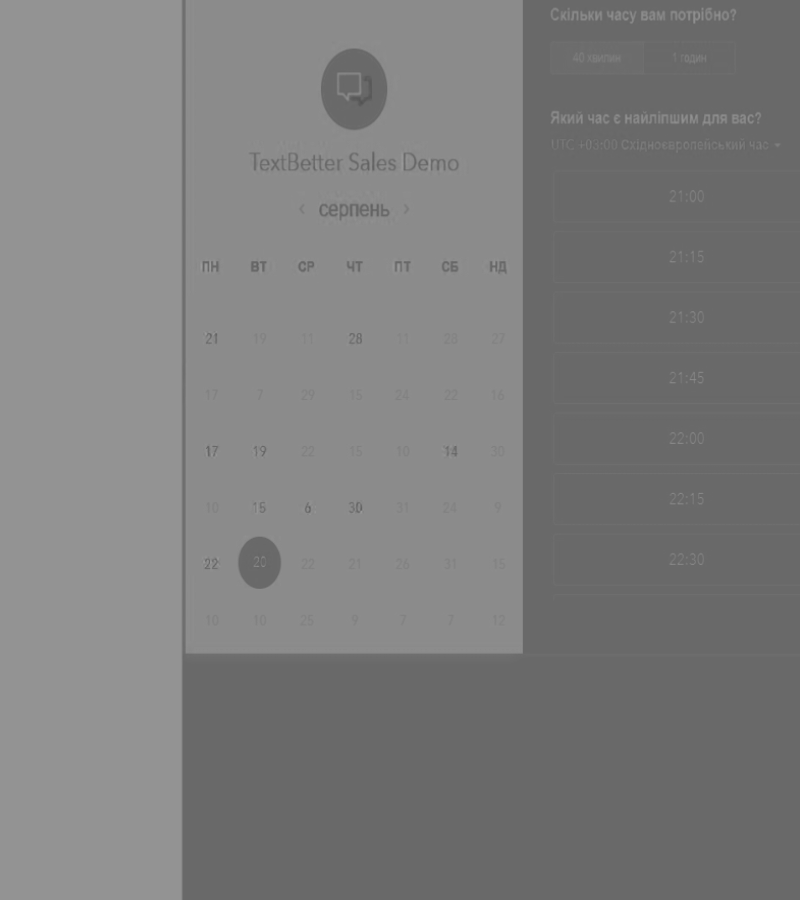 TextBetter Sales Demo
‹ серпень ›
ПН ВТ СР ЧТ ПТ СБ НД
21 19 11 28 11 28 27
17 7 29 15 24 22 16
17 19 22 15 10 14 30
10 15 6 30 31 24 9
22 20 22 21 26 31 15
10 10 25 9 7 7 12
Скільки часу вам потрібно?
40 хвилин 1 годин
Який час є найліпшим для вас?
UTC +03:00 Східноєвропейський час
21:00
21:15
21:30
21:45
22:00
22:15
22:30